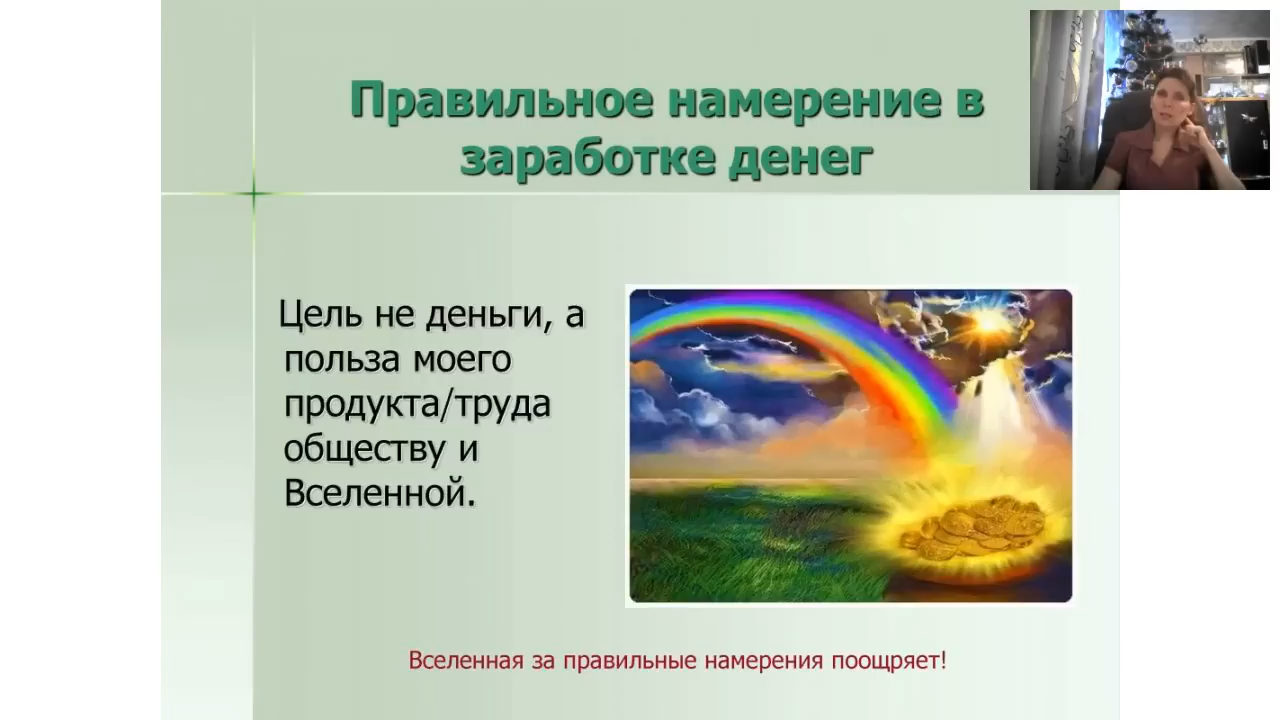 Правильное намерение в
заработке денег
Цель не деньги, а
польза моего
продукта/труда
обществу и
Вселенной.
Вселенная за правильные намерения поощряет!